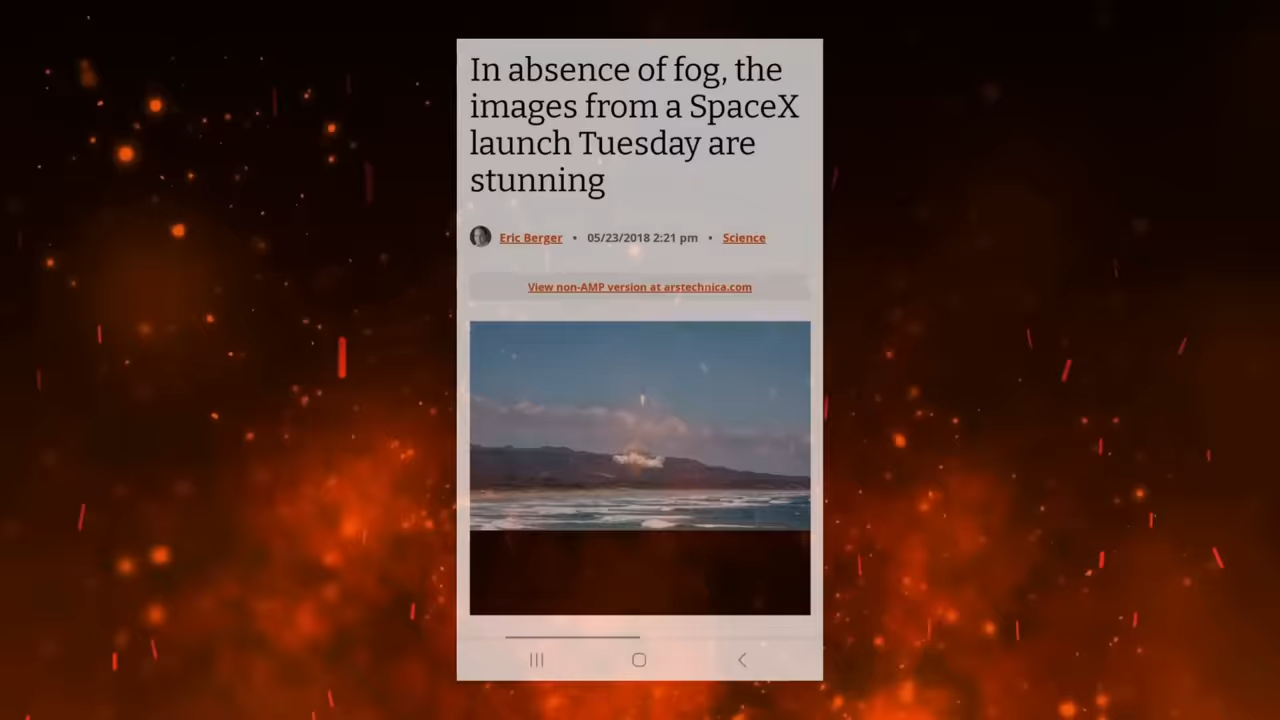 In absence of fog, the
images from a SpaceX
launch Tuesday are
stunning
Eric Berger • 05/23/2018 2:21 pm • Science
View non-AMP version at arstechnica.com